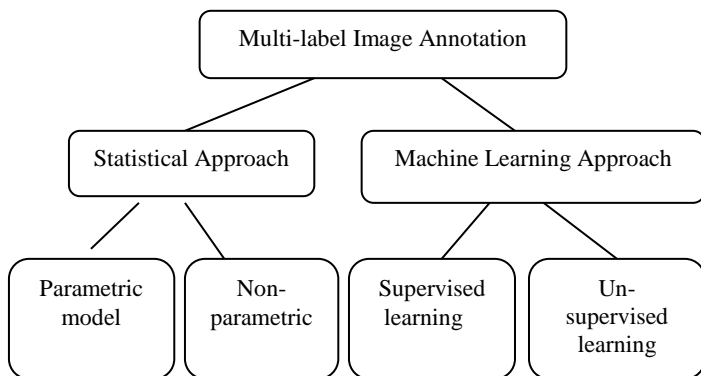 Multi-label Image Annotation
Statistical Approach
Machine Learning Approach
Parametric
model
Non-
parametric
Supervised
learning
Un-
supervised
learning